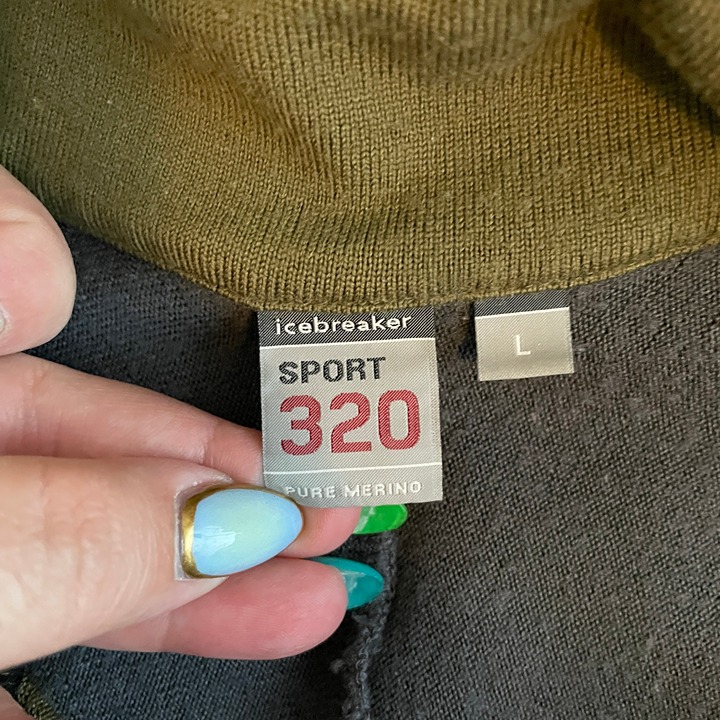 icebreaker
SPORT
320
PURE MERINO
L